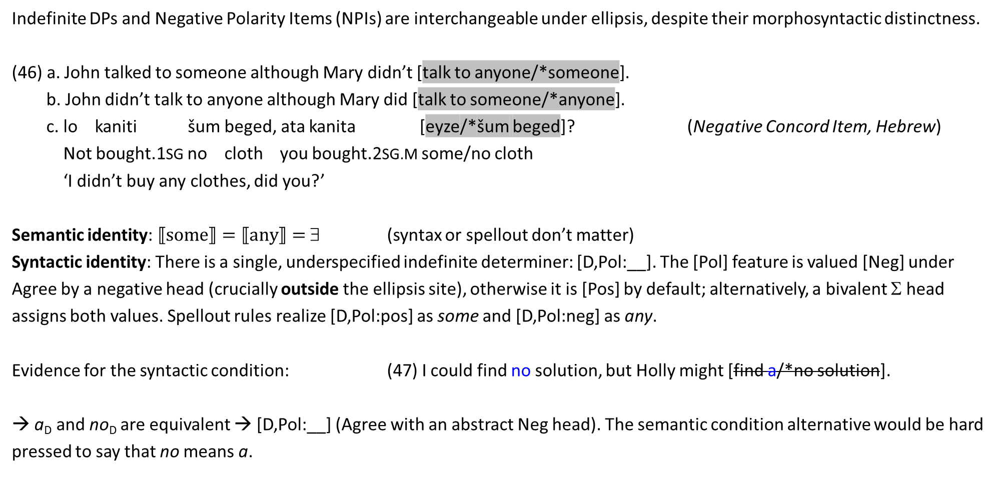 Indefinite DPs and Negative Polarity Items (NPIs) are interchangeable under ellipsis, despite their morphosyntactic distinctness.
(46) a. John talked to someone although Mary didn’t [talk to anyone/*someone].
b. John didn’t talk to anyone although Mary did [talk to someone/*anyone].
c. lo kaniti šum beged, ata kanita [eyze/*šum beged]? (Negative Concord Item, Hebrew)
Not bought.1SG no cloth you bought.2SG.M some/no cloth
‘I didn’t buy any clothes, did you?’
Semantic identity: ⟦some⟧ = ⟦any⟧ = ∃ (syntax or spellout don’t matter)
Syntactic identity: There is a single, underspecified indefinite determiner: [D,Pol:__]. The [Pol] feature is valued [Neg] under
Agree by a negative head (crucially outside the ellipsis site), otherwise it is [Pos] by default; alternatively, a bivalent Σ head
assigns both values. Spellout rules realize [D,Pol:pos] as some and [D,Pol:neg] as any.
Evidence for the syntactic condition: (47) I could find no solution, but Holly might [find a/*no solution].
→ a_D and no_D are equivalent → [D,Pol:__] (Agree with an abstract Neg head). The semantic condition alternative would be hard
pressed to say that no means a.